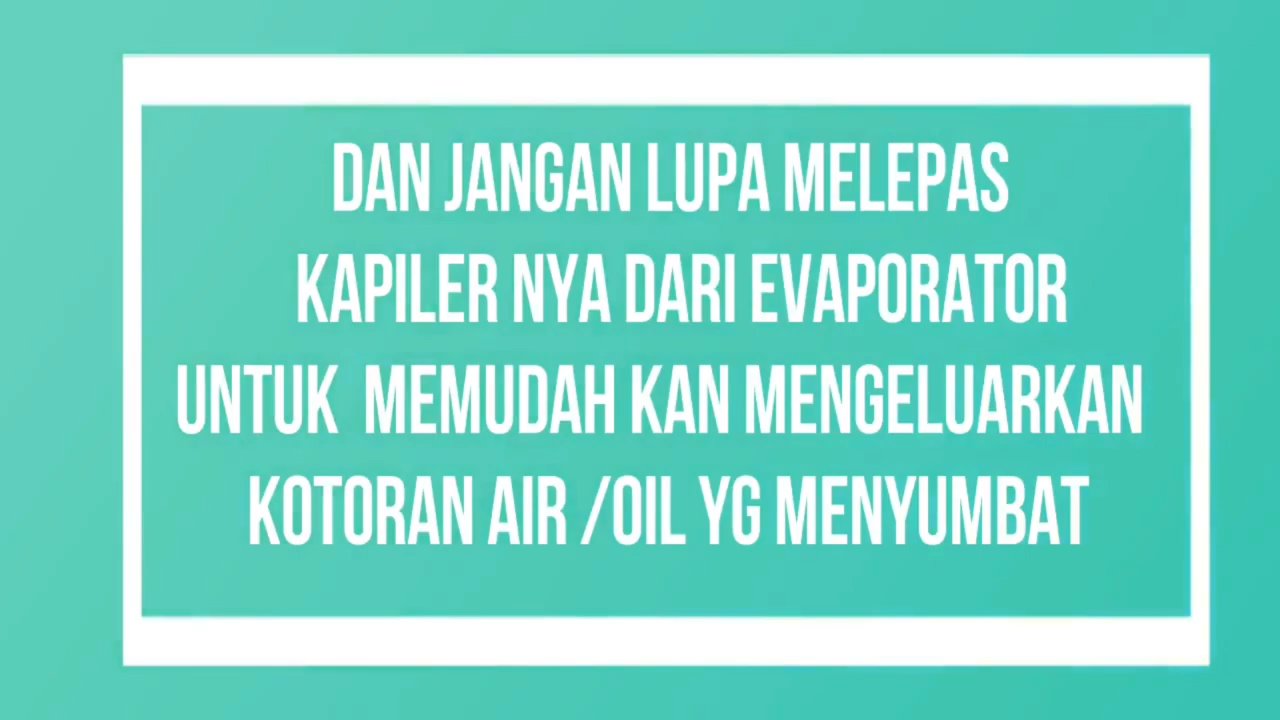 DAN JANGAN LUPA MELEPAS
KAPILER NYA DARI EVAPORATOR
UNTUK MEMUDAH KAN MENGELUARKAN
KOTORAN AIR /OIL YG MENYUMBAT